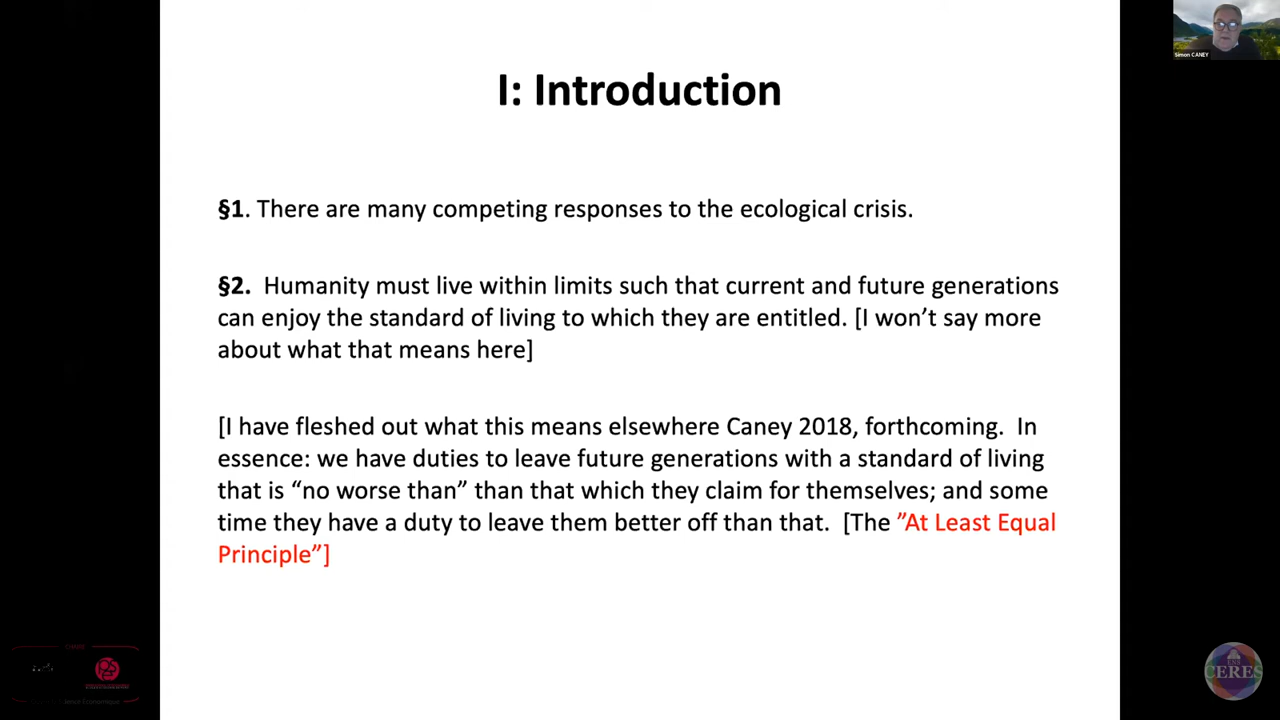 Simon CANEY
I: Introduction
§1. There are many competing responses to the ecological crisis.
§2. Humanity must live within limits such that current and future generations
can enjoy the standard of living to which they are entitled. [I won’t say more
about what that means here]
[I have fleshed out what this means elsewhere Caney 2018, forthcoming. In
essence: we have duties to leave future generations with a standard of living
that is “no worse than” than that which they claim for themselves; and some
time they have a duty to leave them better off than that. [The ”At Least Equal
Principle”]
ENS
CERES